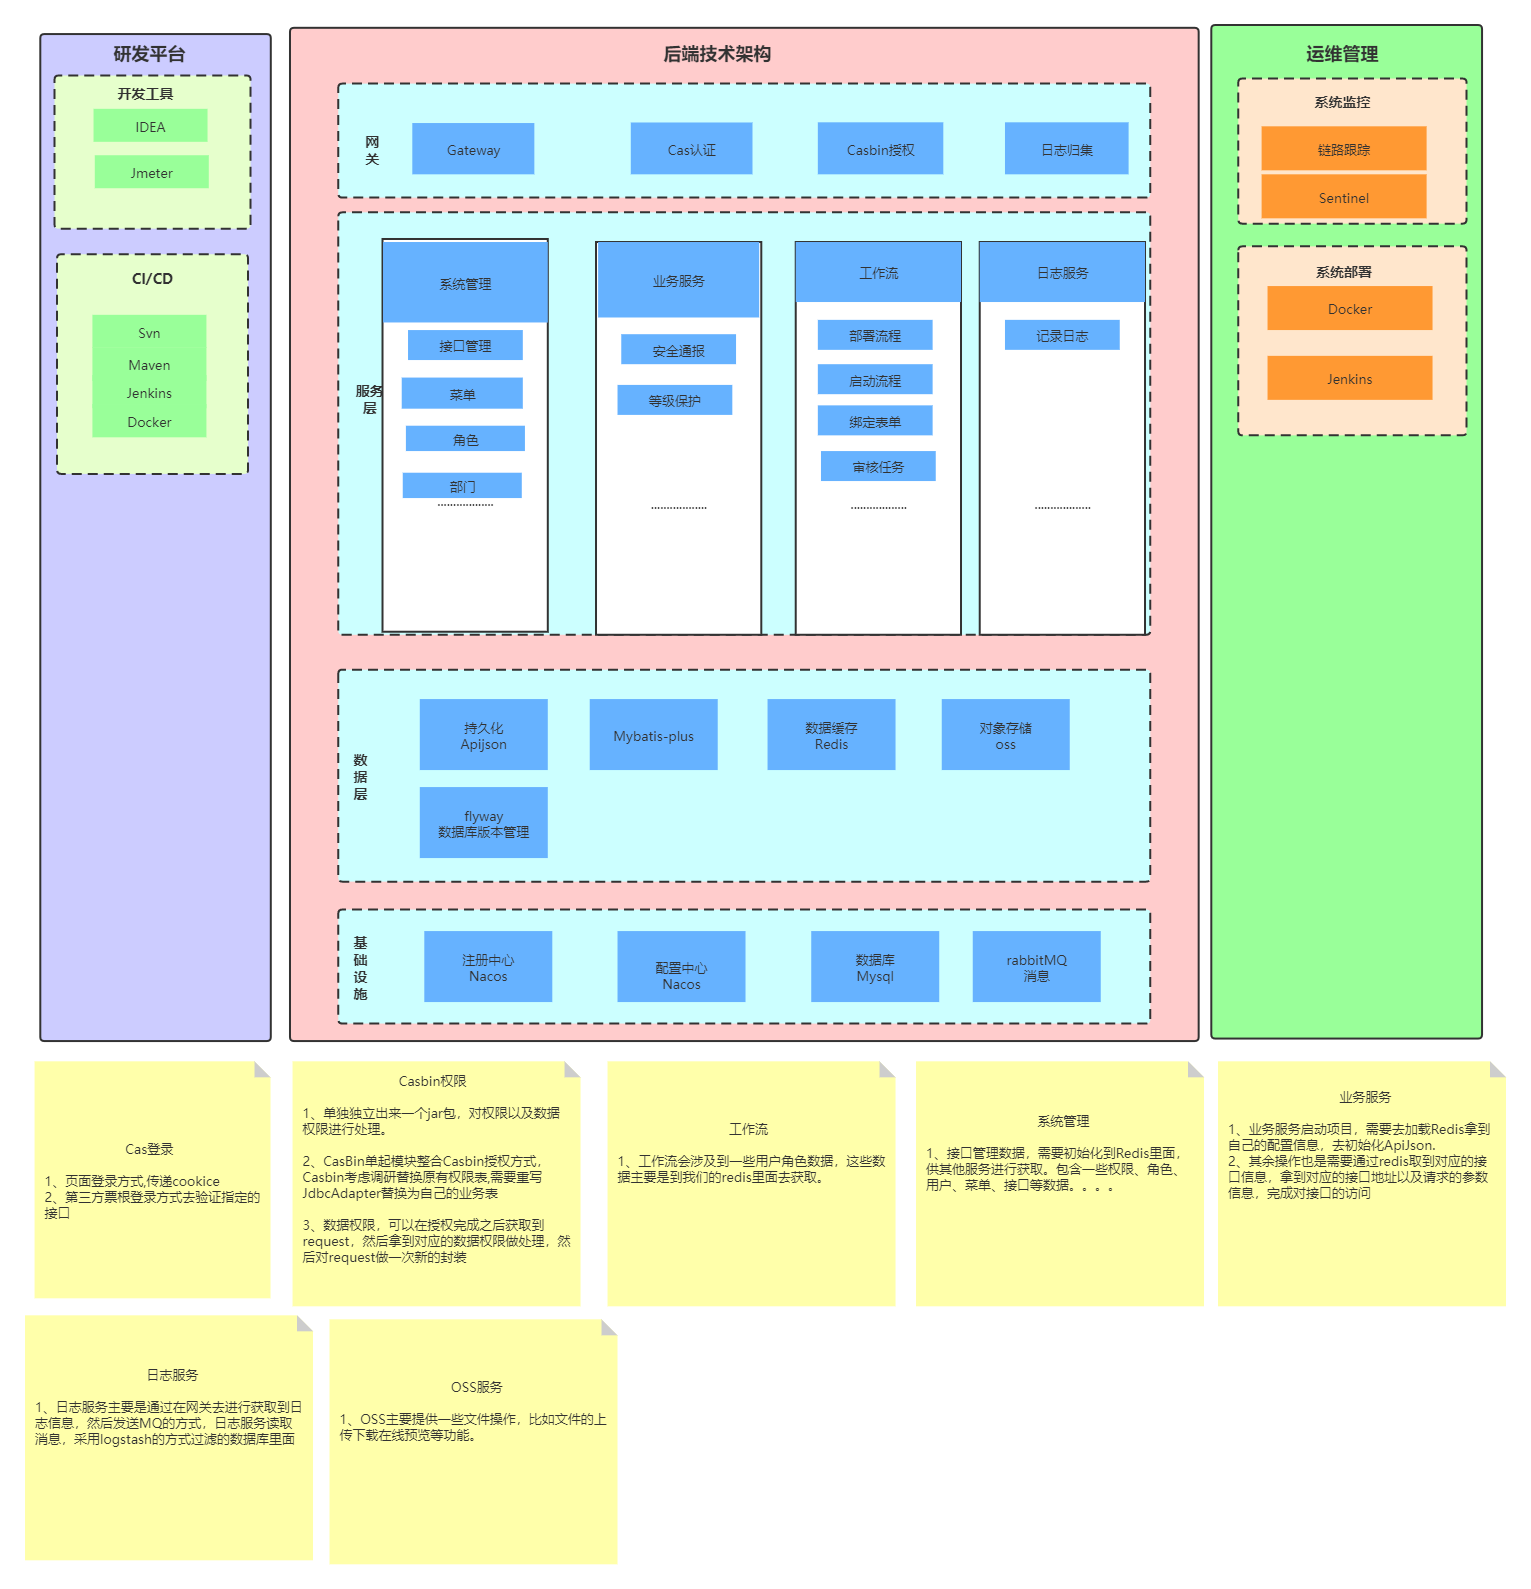 研发平台
开发工具
IDEA
Jmeter
CI/CD
Svn
Maven
Jenkins
Docker
后端技术架构
网
关
Gateway
Cas认证
Casbin授权
日志归集
服务
层
系统管理
接口管理
菜单
角色
部门
..................
业务服务
安全通报
等级保护
..................
工作流
部署流程
启动流程
绑定表单
审核任务
..................
日志服务
记录日志
..................
数
据
层
持久化
Apijson
Mybatis-plus
数据缓存
Redis
对象存储
oss
flyway
数据库版本管理
基
础
设
施
注册中心
Nacos
配置中心
Nacos
数据库
Mysql
rabbitMQ
消息
运维管理
系统监控
链路跟踪
Sentinel
系统部署
Docker
Jenkins
Cas登录
1、页面登录方式,传递cookice
2、第三方票根登录方式去验证指定的
接口
Casbin权限
1、单独独立出来一个jar包，对权限以及数据
权限进行处理。
2、CasBin单起模块整合Casbin授权方式，
Casbin考虑调研替换原有权限表,需要重写
JdbcAdapter替换为自己的业务表
3、数据权限，可以在授权完成之后获取到
request，然后拿到对应的数据权限做处理，然
后对request做一次新的封装
工作流
1、工作流会涉及到一些用户角色数据，这些数
据主要是到我们的redis里面去获取。
系统管理
1、接口管理数据，需要初始化到Redis里面，
供其他服务进行获取。包含一些权限、角色、
用户、菜单、接口等数据。。。。
业务服务
1、业务服务启动项目，需要去加载Redis拿到
自己的配置信息，去初始化ApiJson.
2、其余操作也是需要通过redis取到对应的接
口信息，拿到对应的接口地址以及请求的参数
信息，完成对接口的访问
日志服务
1、日志服务主要是通过在网关去进行获取到日
志信息，然后发送MQ的方式，日志服务读取
消息，采用logstash的方式过滤的数据库里面
OSS服务
1、OSS主要提供一些文件操作，比如文件的上
传下载在线预览等功能。